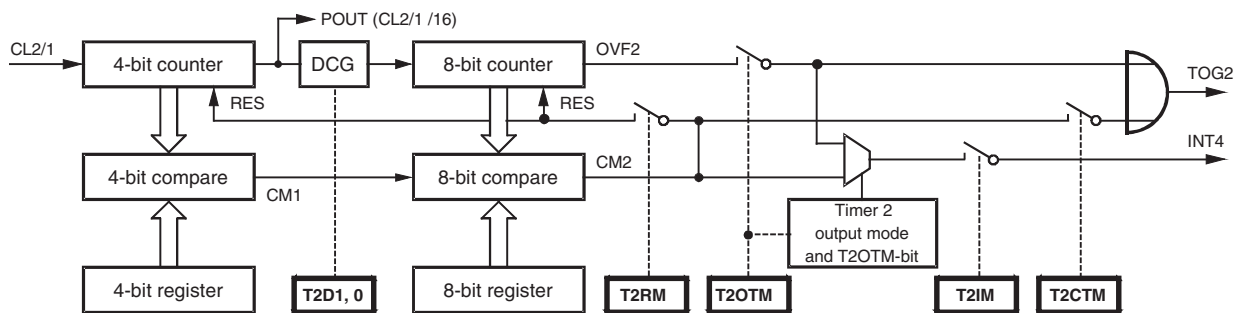 POUT (CL2/1 /16)
CL2/1
4-bit counter
DCG
8-bit counter
OVF2
TOG2
RES
RES
INT4
4-bit compare
CM1
8-bit compare
CM2
Timer 2
output mode
and T2OTM-bit
4-bit register
T2D1, 0
8-bit register
T2RM
T2OTM
T2IM
T2CTM